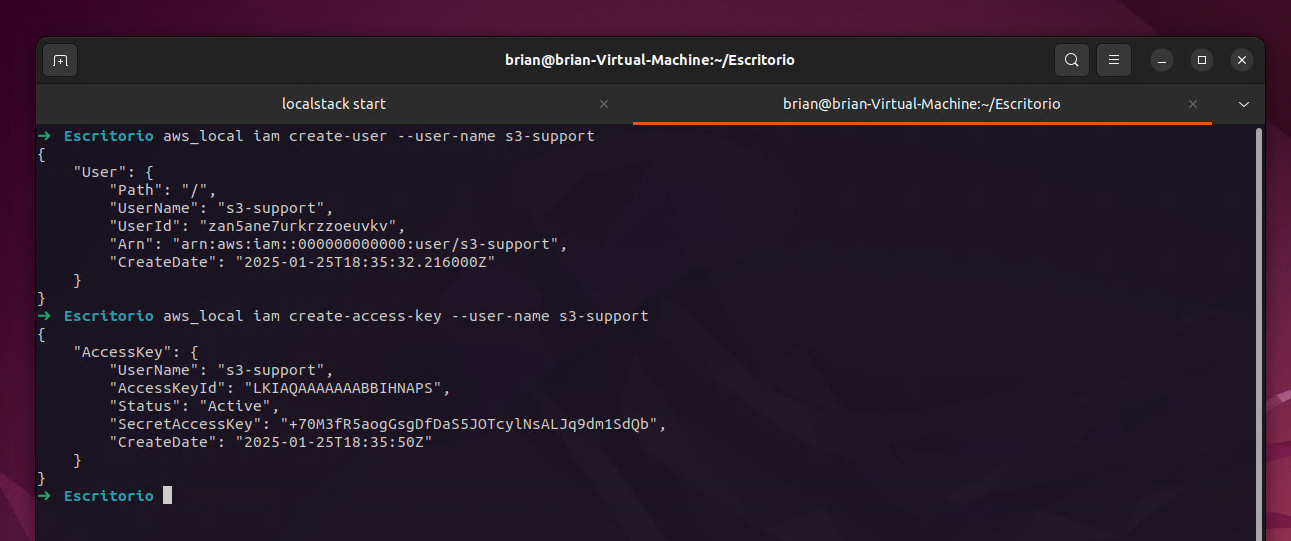 brian@brian-Virtual-Machine:~/Escritorio
localstack start
brian@brian-Virtual-Machine:~/Escritorio
➜ Escritorio aws_local iam create-user --user-name s3-support
{
    "User": {
        "Path": "/",
        "UserName": "s3-support",
        "UserId": "zan5ane7urkrzzoeuvkv",
        "Arn": "arn:aws:iam::000000000000:user/s3-support",
        "CreateDate": "2025-01-25T18:35:32.216000Z"
    }
}
➜ Escritorio aws_local iam create-access-key --user-name s3-support
{
    "AccessKey": {
        "UserName": "s3-support",
        "AccessKeyId": "LKIAQAAAAAAABBIHNAPS",
        "Status": "Active",
        "SecretAccessKey": "+70M3fR5aogGsgDfDaS5JOTcylNsALJq9dm1SdQb",
        "CreateDate": "2025-01-25T18:35:50Z"
    }
}
➜ Escritorio